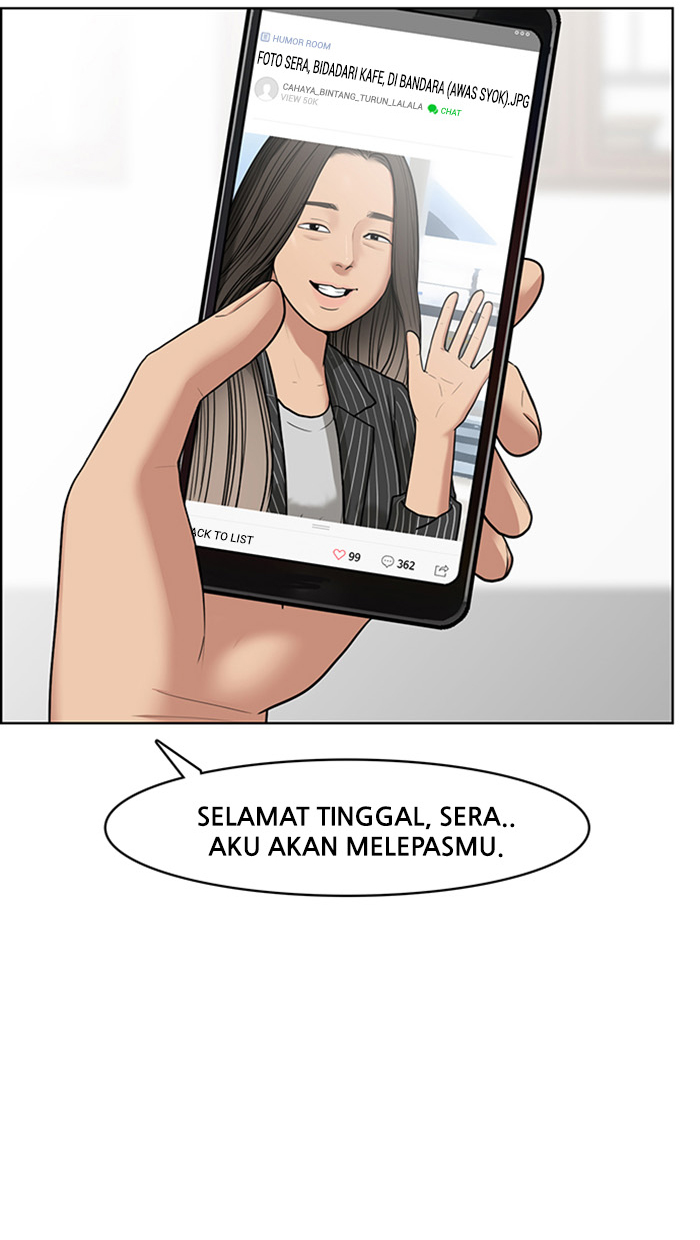 HUMOR ROOM
FOTO SERA, BIDADARI KAFE, DI BANDARA (AWAS SYOK).JPG
CAHAYA_BINTANG_TURUN_LALALA CHAT
VIEW 50K
ACK TO LIST
99
362
SELAMAT TINGGAL, SERA..
AKU AKAN MELEPASMU.